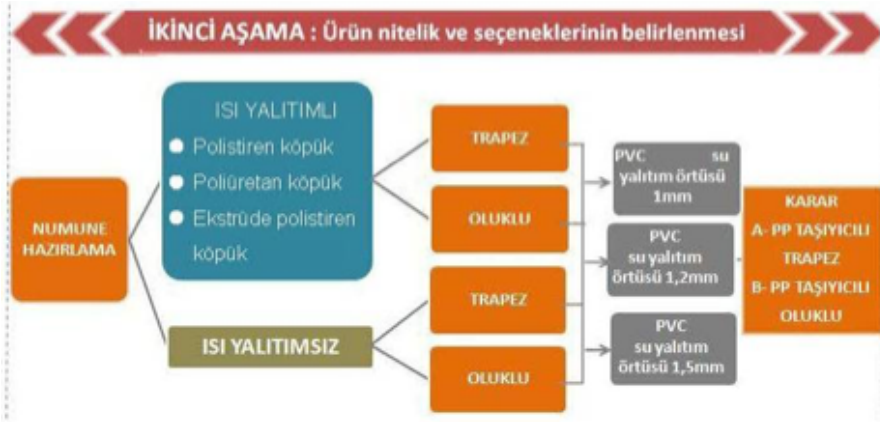 İKİNCİ AŞAMA : Ürün nitelik ve seçeneklerinin belirlenmesi
NUMUNE
HAZIRLAMA
ISI YALITIMLI
Polistiren köpük
Poliüretan köpük
Ekstrüde polistiren
köpük
ISI YALITIMSIZ
TRAPEZ
OLUKLU
TRAPEZ
OLUKLU
PVC su
yalıtım örtüsü
1mm
PVC
su yalıtım
örtüsü 1,2mm
PVC
su yalıtım
örtüsü 1,5mm
KARAR
A- PP TAŞIYICILI
TRAPEZ
B- PP TAŞIYICILI
OLUKLU